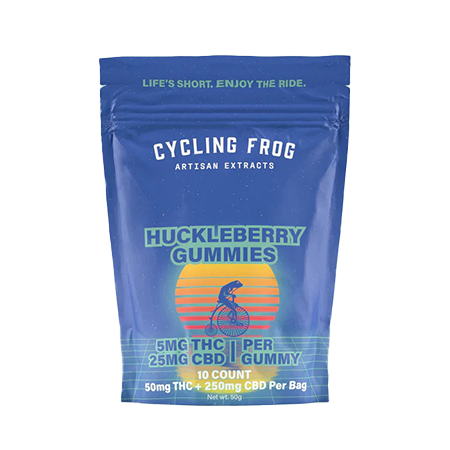 LIFE'S SHORT. ENJOY THE RIDE.
CYCLING FROG
ARTISAN EXTRACTS
HUCKLEBERRY
GUMMIES
5MG THC | PER
25MG CBD | GUMMY
10 COUNT
50mg THC + 250mg CBD Per Bag
Net wt. 50g